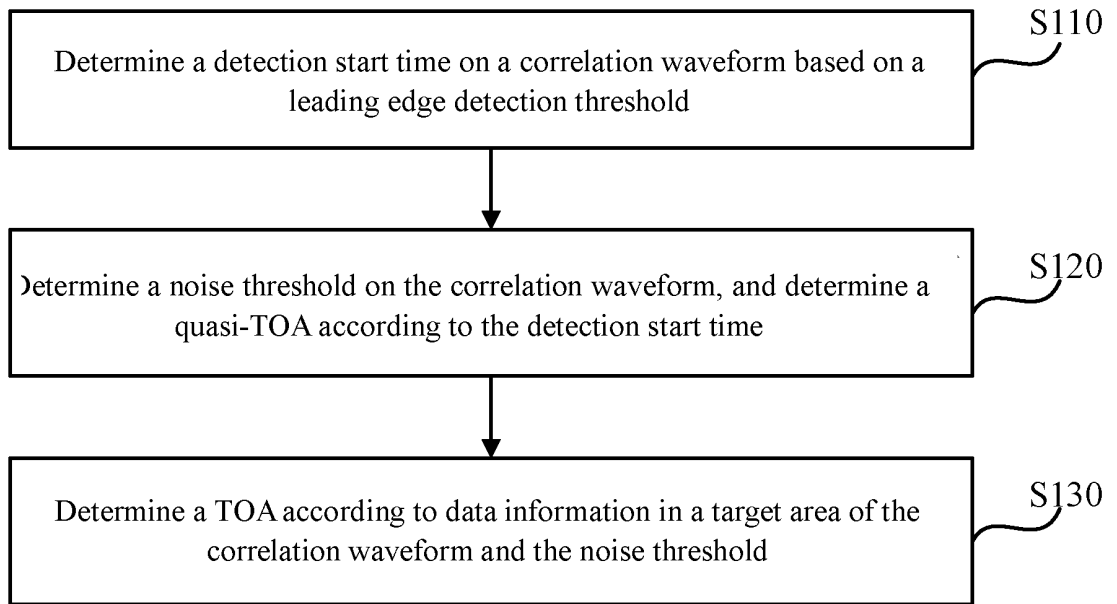 S110
Determine a detection start time on a correlation waveform based on a
leading edge detection threshold
S120
Determine a noise threshold on the correlation waveform, and determine a
quasi-TOA according to the detection start time
S130
Determine a TOA according to data information in a target area of the
correlation waveform and the noise threshold